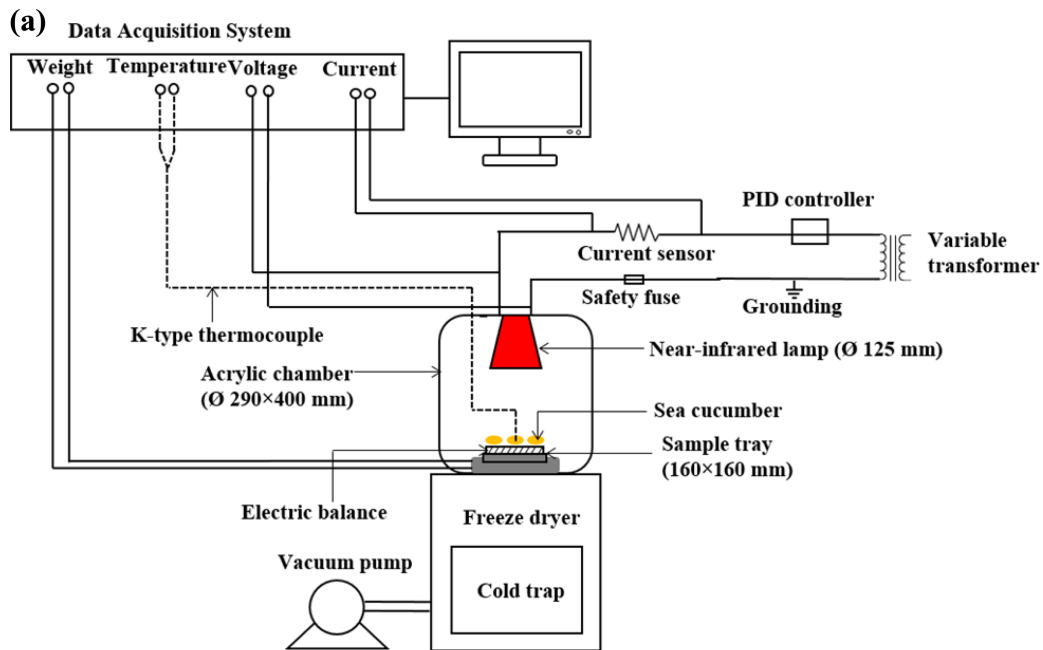 (a)
Data Acquisition System
Weight Temperature Voltage Current
PID controller
Current sensor
Variable
transformer
Safety fuse
Grounding
K-type thermocouple
Near-infrared lamp (Ø 125 mm)
Acrylic chamber
(Ø 290×400 mm)
Sea cucumber
Sample tray
(160×160 mm)
Electric balance
Freeze dryer
Vacuum pump
Cold trap